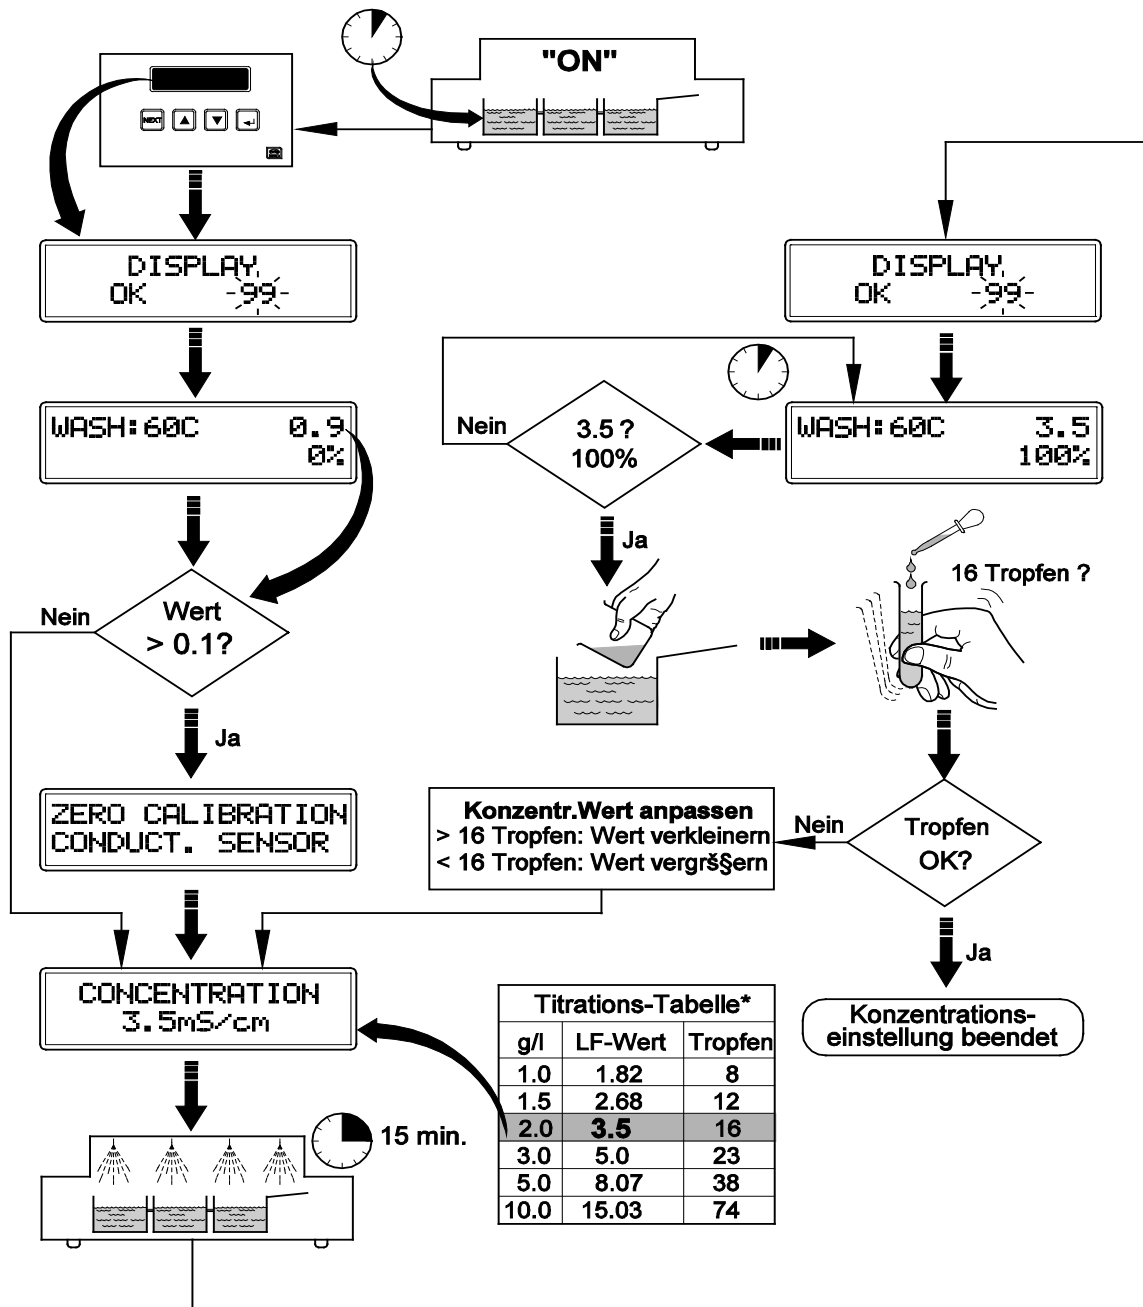 "ON"
NEXT
DISPLAY
OK -99-
WASH:60C 0.9
0%
Wert
> 0.1?
Nein
Ja
ZERO CALIBRATION
CONDUCT. SENSOR
CONCENTRATION
3.5mS/cm
15 min.
DISPLAY
OK -99-
WASH:60C 3.5
100%
Nein
3.5 ?
100%
Ja
16 Tropfen ?
Tropfen
OK?
Nein
Konzentr.Wert anpassen
> 16 Tropfen: Wert verkleinern
< 16 Tropfen: Wert vergrš§ern
Ja
Konzentrations-
einstellung beendet
Titrations-Tabelle*
g/l LF-Wert Tropfen
1.0 1.82 8
1.5 2.68 12
2.0 3.5 16
3.0 5.0 23
5.0 8.07 38
10.0 15.03 74